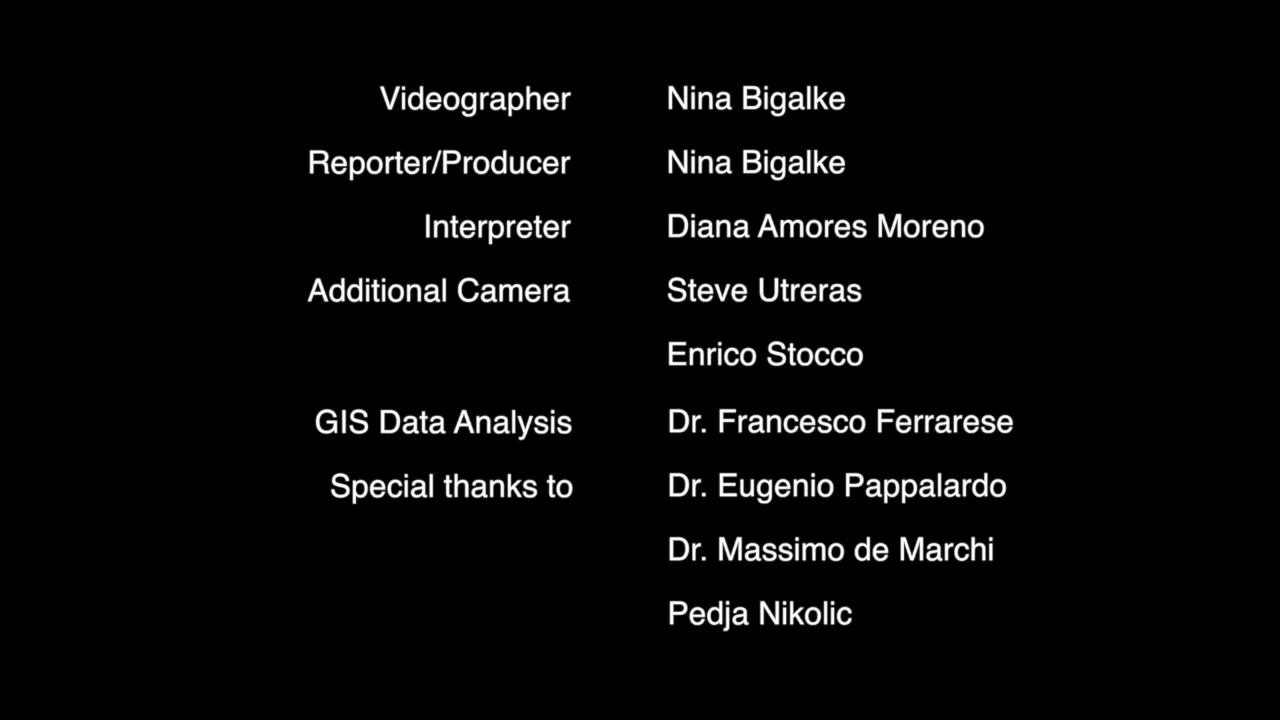 Videographer Nina Bigalke
Reporter/Producer Nina Bigalke
Interpreter Diana Amores Moreno
Additional Camera Steve Utreras
Enrico Stocco
GIS Data Analysis Dr. Francesco Ferrarese
Special thanks to Dr. Eugenio Pappalardo
Dr. Massimo de Marchi
Pedja Nikolic